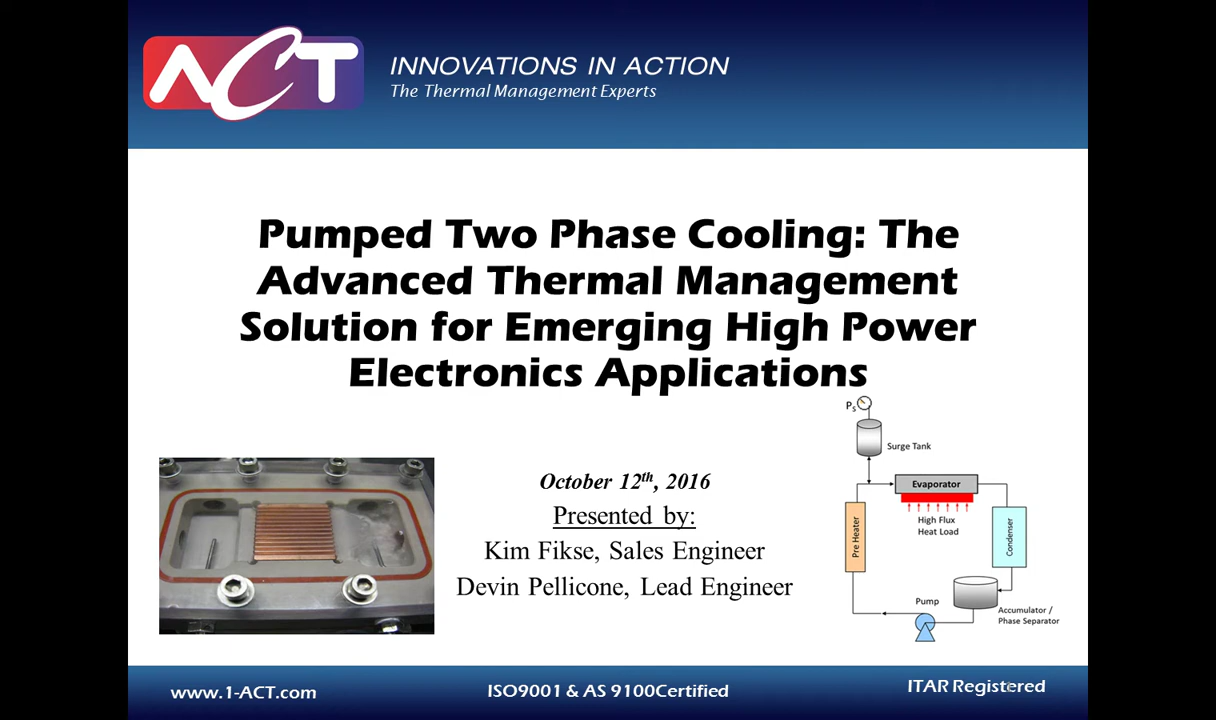 ACT
INNOVATIONS IN ACTION
The Thermal Management Experts
Pumped Two Phase Cooling: The
Advanced Thermal Management
Solution for Emerging High Power
Electronics Applications
October 12th, 2016
Presented by:
Kim Fikse, Sales Engineer
Devin Pellicone, Lead Engineer
Ps
Surge Tank
Evaporator
High Flux
Heat Load
Pre Heater
Condenser
Pump
Accumulator /
Phase Separator
www.1-ACT.com
ISO9001 & AS 9100Certified
ITAR Registered